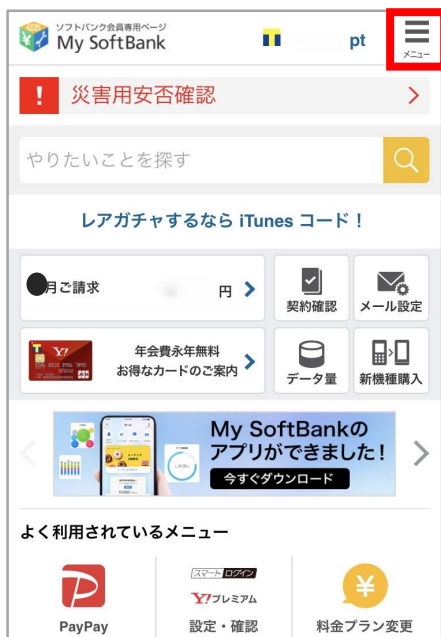 ソフトバンク会員専用ページ
My SoftBank
pt
メニュー
! 災害用安否確認
やりたいことを探す
レアガチャするなら iTunes コード！
月ご請求
円
契約確認
メール設定
年会費永年無料
お得なカードのご案内
データ量
新機種購入
My SoftBankの
アプリができました！
今すぐダウンロード
よく利用されているメニュー
PayPay
スマートログイン
Y!プレミアム
設定・確認
料金プラン変更